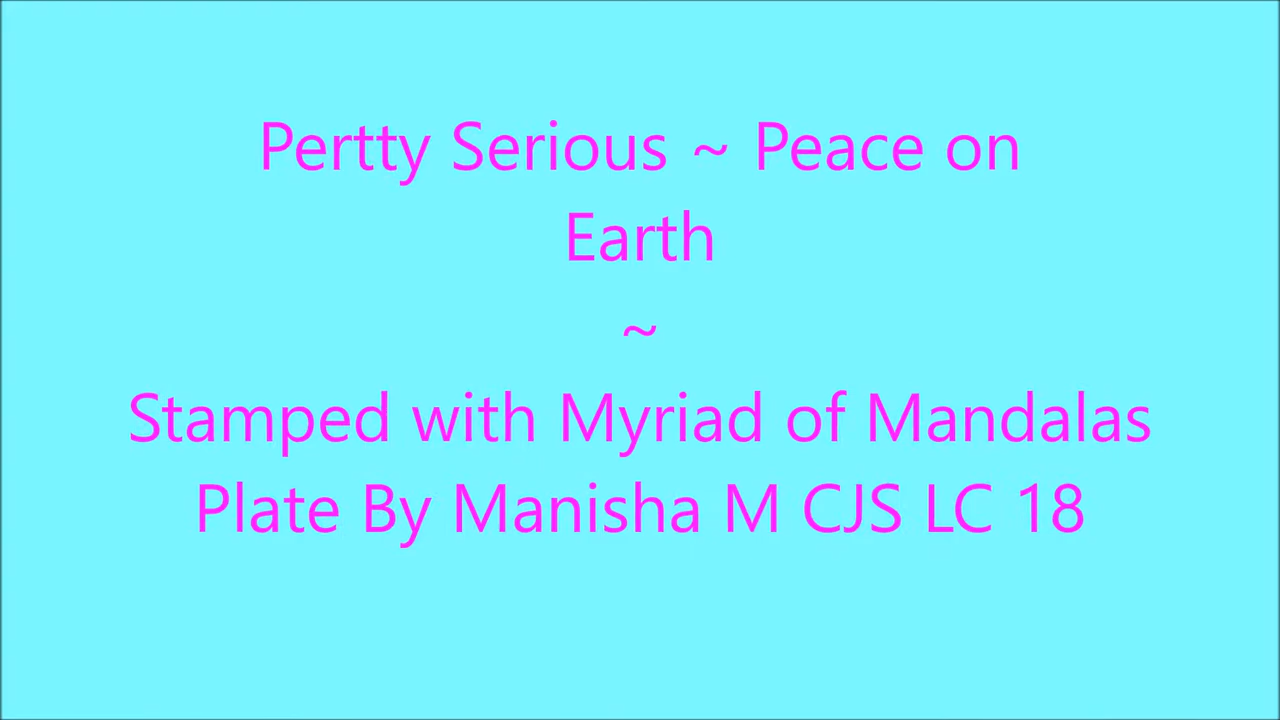 Pertty Serious ~ Peace on
Earth
~
Stamped with Myriad of Mandalas
Plate By Manisha M CJS LC 18